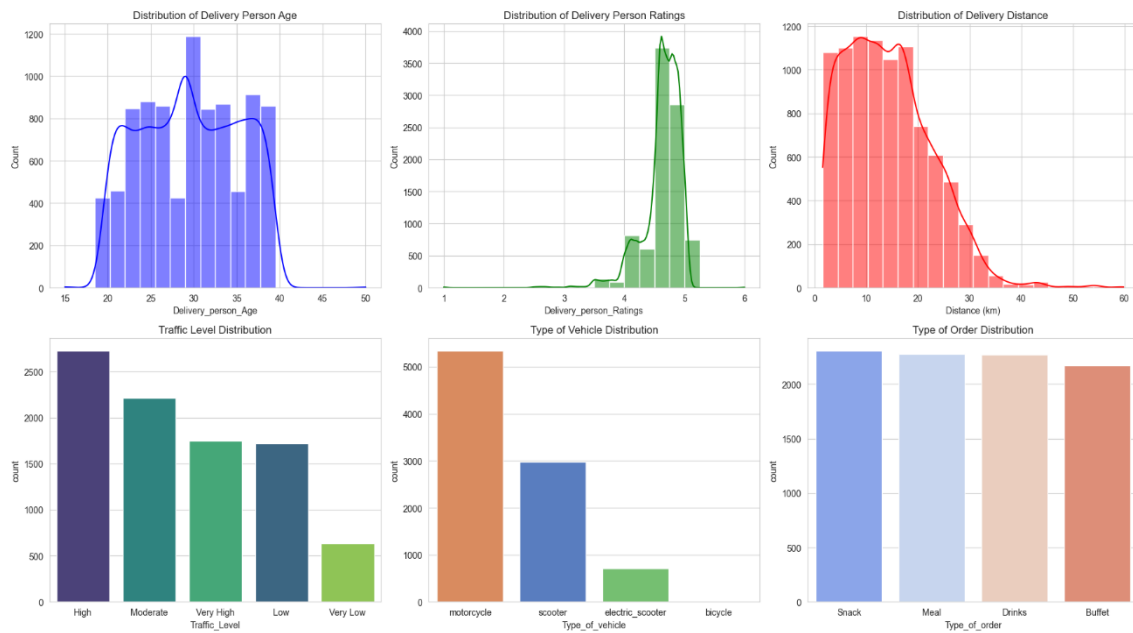 Distribution of Delivery Person Age
1200
1000
800
600
400
200
0
Count
15 20 25 30 35 40 45 50
Delivery_person_Age
Distribution of Delivery Person Ratings
4000
3500
3000
2500
2000
1500
1000
500
0
Count
1 2 3 4 5 6
Delivery_person_Ratings
Distribution of Delivery Distance
1200
1000
800
600
400
200
0
Count
0 10 20 30 40 50 60
Distance (km)
Traffic Level Distribution
2500
2000
1500
1000
500
0
count
High Moderate Very High Low Very Low
Traffic_Level
Type of Vehicle Distribution
5000
4000
3000
2000
1000
0
count
motorcycle scooter electric_scooter bicycle
Type_of_vehicle
Type of Order Distribution
2000
1500
1000
500
0
count
Snack Meal Drinks Buffet
Type_of_order